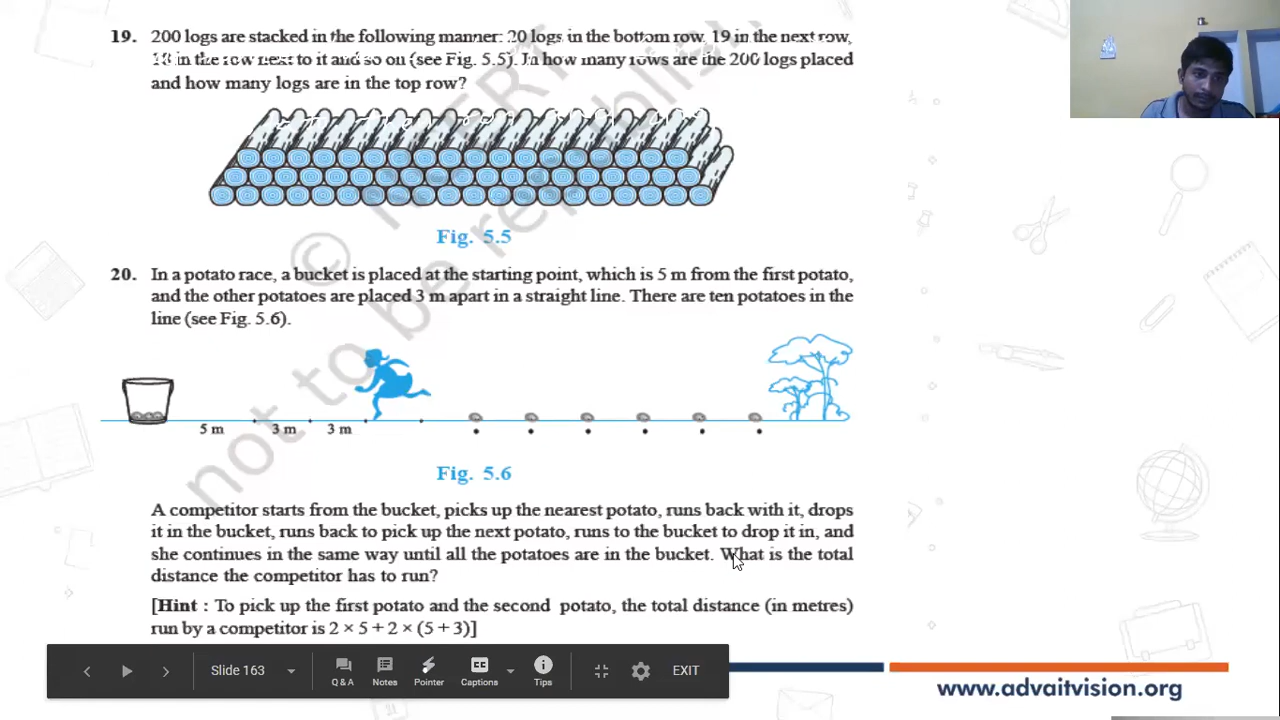 19. 200 logs are stacked in the following manner: 20 logs in the bottom row, 19 in the next row,
18 in the row next to it and so on (see Fig. 5.5). In how many rows are the 200 logs placed
and how many logs are in the top row?
Fig. 5.5
20. In a potato race, a bucket is placed at the starting point, which is 5 m from the first potato,
and the other potatoes are placed 3 m apart in a straight line. There are ten potatoes in the
line (see Fig. 5.6).
5 m 3 m 3 m
Fig. 5.6
A competitor starts from the bucket, picks up the nearest potato, runs back with it, drops
it in the bucket, runs back to pick up the next potato, runs to the bucket to drop it in, and
she continues in the same way until all the potatoes are in the bucket. What is the total
distance the competitor has to run?
[Hint : To pick up the first potato and the second potato, the total distance (in metres)
run by a competitor is 2 × 5 + 2 × (5 + 3)]
© NCERT
not to be republished
Slide 163 Q & A Notes Pointer Captions Tips EXIT
www.advaitvision.org